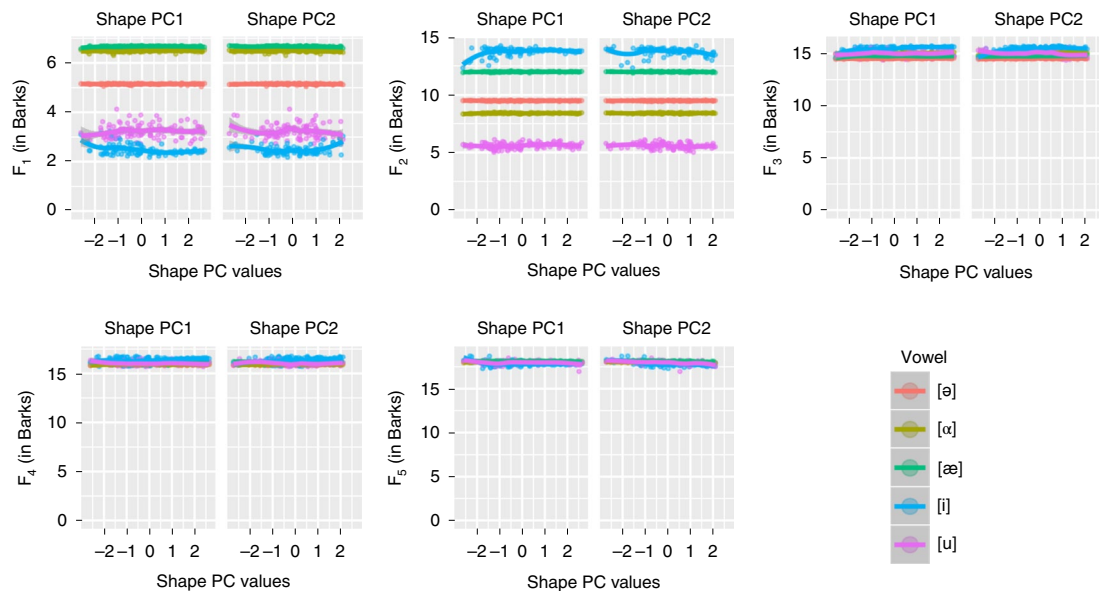 Shape PC1 Shape PC2
6
4
2
0
F1 (in Barks)
–2 –1 0 1 2 –2 –1 0 1 2
Shape PC values
Shape PC1 Shape PC2
15
10
5
0
F2 (in Barks)
–2 –1 0 1 2 –2 –1 0 1 2
Shape PC values
Shape PC1 Shape PC2
15
10
5
0
F3 (in Barks)
–2 –1 0 1 2 –2 –1 0 1 2
Shape PC values
Shape PC1 Shape PC2
15
10
5
0
F4 (in Barks)
–2 –1 0 1 2 –2 –1 0 1 2
Shape PC values
Shape PC1 Shape PC2
15
10
5
0
F5 (in Barks)
–2 –1 0 1 2 –2 –1 0 1 2
Shape PC values
Vowel
[ə]
[α]
[æ]
[i]
[u]